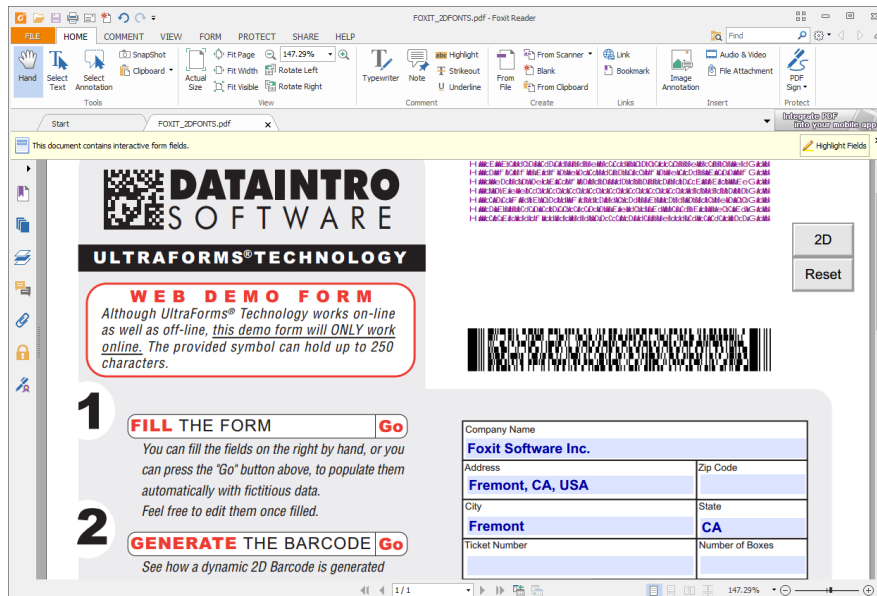 FOXIT_2DFONTS.pdf - Foxit Reader
FILE HOME COMMENT VIEW FORM PROTECT SHARE HELP
Find
Hand
Select Text
Select Annotation
SnapShot
Clipboard
Tools
Actual Size
Fit Page
Fit Width
Fit Visible
147.29%
Rotate Left
Rotate Right
View
Typewriter
Note
abc Highlight
T Strikeout
U Underline
Comment
From File
From Scanner
Blank
From Clipboard
Create
Link
Bookmark
Links
Image Annotation
Audio & Video
File Attachment
Insert
PDF Sign
Protect
Start
FOXIT_2DFONTS.pdf x
Integrate PDF
into your mobile app
This document contains interactive form fields.
Highlight Fields
DATAINTRO
SOFTWARE
ULTRAFORMS®TECHNOLOGY
2D
Reset
WEB DEMO FORM
Although UltraForms® Technology works on-line
as well as off-line, this demo form will ONLY work
online. The provided symbol can hold up to 250
characters.
1
FILL THE FORM Go
You can fill the fields on the right by hand, or you
can press the "Go" button above, to populate them
automatically with fictitious data.
Feel free to edit them once filled.
2
GENERATE THE BARCODE Go
See how a dynamic 2D Barcode is generated
Company Name
Foxit Software Inc.
Address
Zip Code
Fremont, CA, USA
City
State
Fremont
CA
Ticket Number
Number of Boxes
1 / 1
147.29%